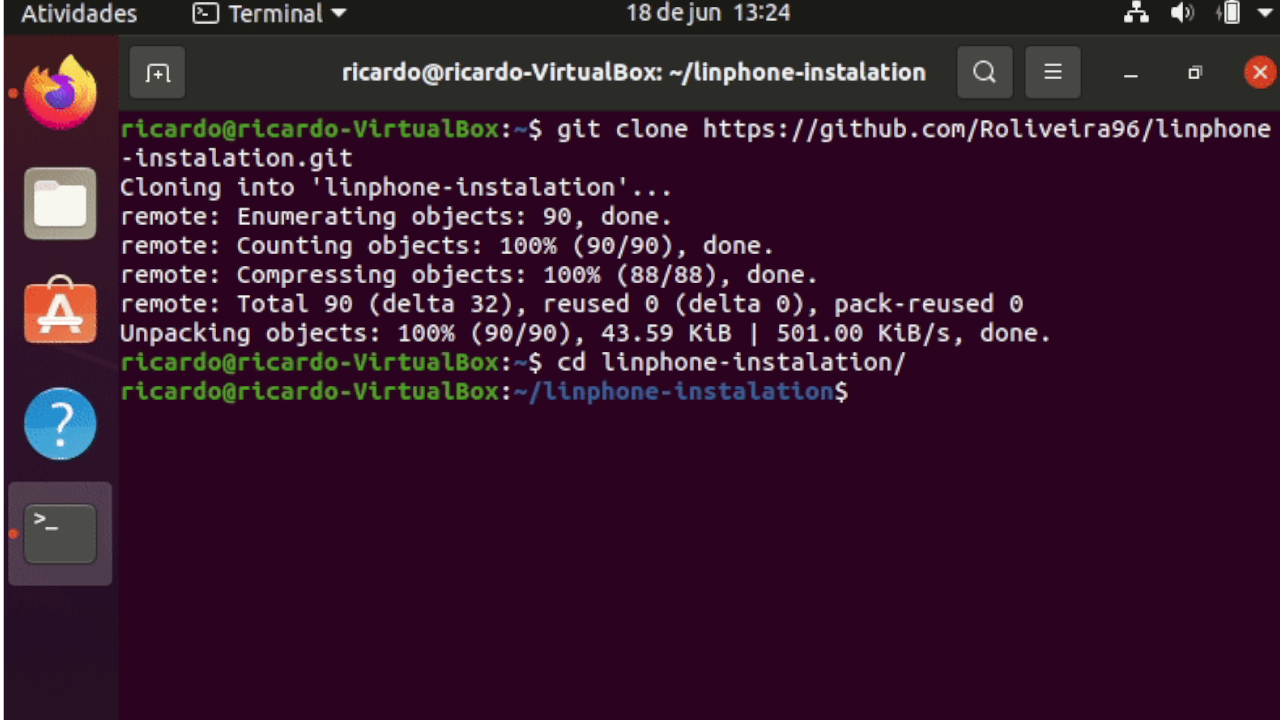 Atividades Terminal 18 de jun 13:24
ricardo@ricardo-VirtualBox: ~/linphone-instalation
ricardo@ricardo-VirtualBox:~$ git clone https://github.com/Roliveira96/linphone
-instalation.git
Cloning into 'linphone-instalation'...
remote: Enumerating objects: 90, done.
remote: Counting objects: 100% (90/90), done.
remote: Compressing objects: 100% (88/88), done.
remote: Total 90 (delta 32), reused 0 (delta 0), pack-reused 0
Unpacking objects: 100% (90/90), 43.59 KiB | 501.00 KiB/s, done.
ricardo@ricardo-VirtualBox:~$ cd linphone-instalation/
ricardo@ricardo-VirtualBox:~/linphone-instalation$